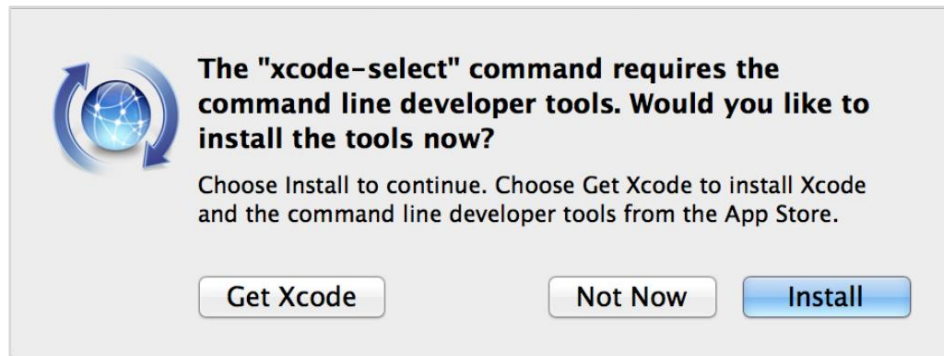 The "xcode-select" command requires the
command line developer tools. Would you like to
install the tools now?
Choose Install to continue. Choose Get Xcode to install Xcode
and the command line developer tools from the App Store.
Get Xcode
Not Now
Install